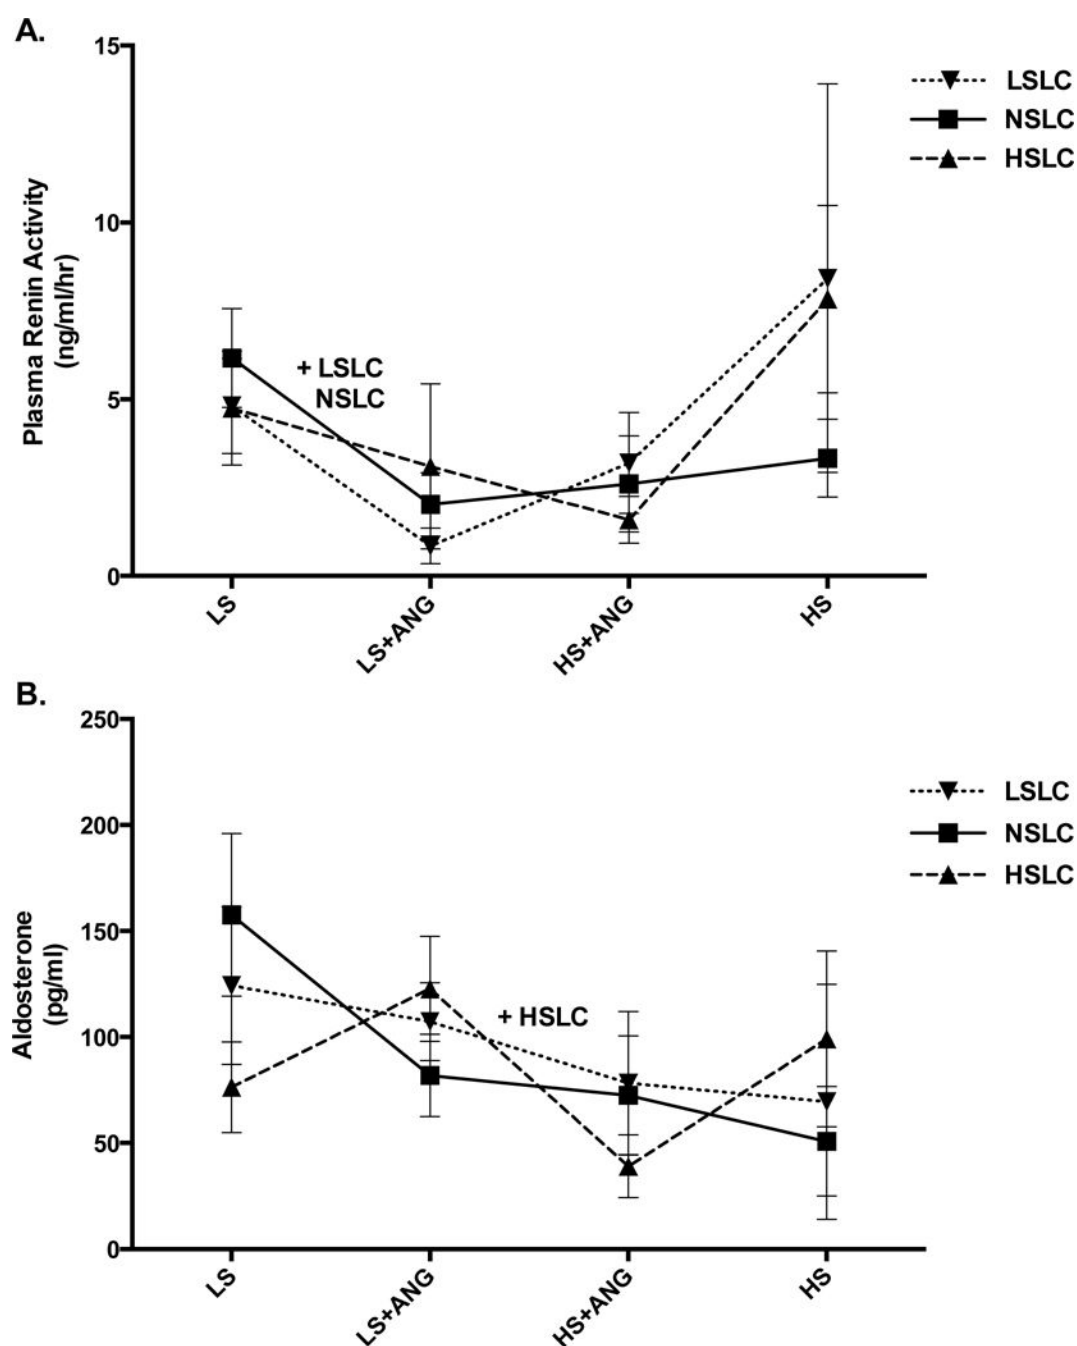 A.
Plasma Renin Activity
(ng/ml/hr)
15
10
5
0
+ LSLC
NSLC
LSLC
NSLC
HSLC
LS
LS+ANG
HS+ANG
HS
B.
Aldosterone
(pg/ml)
250
200
150
100
50
0
+ HSLC
LSLC
NSLC
HSLC
LS
LS+ANG
HS+ANG
HS